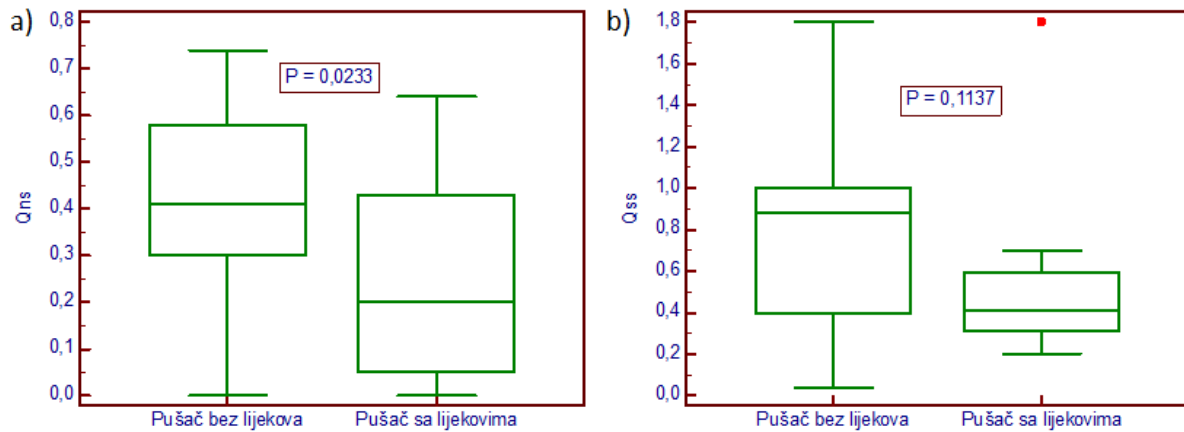 a)
0,8
0,7
0,6
0,5
0,4
0,3
0,2
0,1
0,0
Qns
P = 0,0233
Pušač bez lijekova
Pušač sa lijekovima
b)
1,8
1,6
1,4
1,2
1,0
0,8
0,6
0,4
0,2
0,0
Qss
P = 0,1137
Pušač bez lijekova
Pušač sa lijekovima